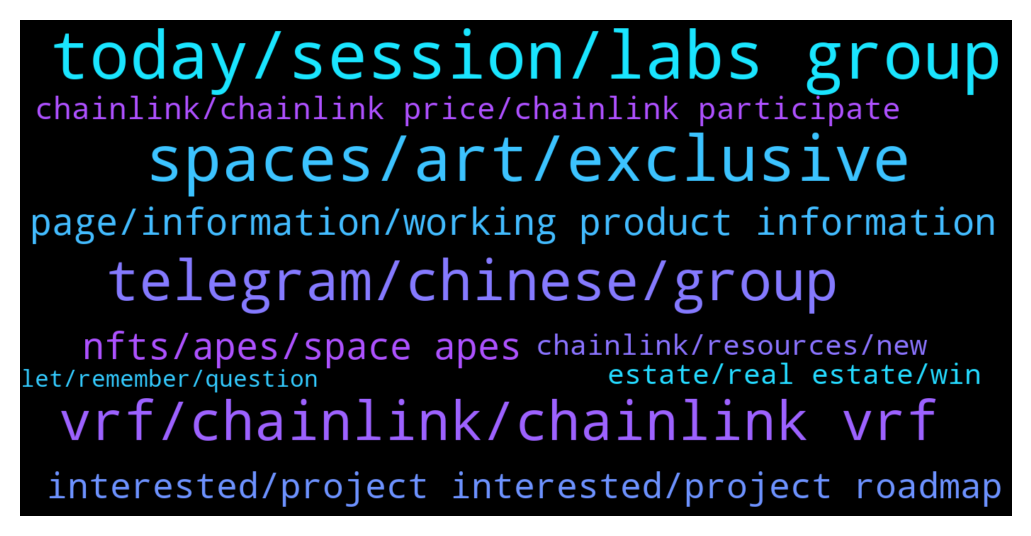 today/session/labs group
chainlink/chainlink price/chainlink participate
spaces/art/exclusive
page/information/working product information
telegram/chinese/group
nfts/apes/space apes
chainlink/resources/new
let/remember/question
estate/real estate/win
vrf/chainlink/chainlink vrf
interested/project interested/project roadmap